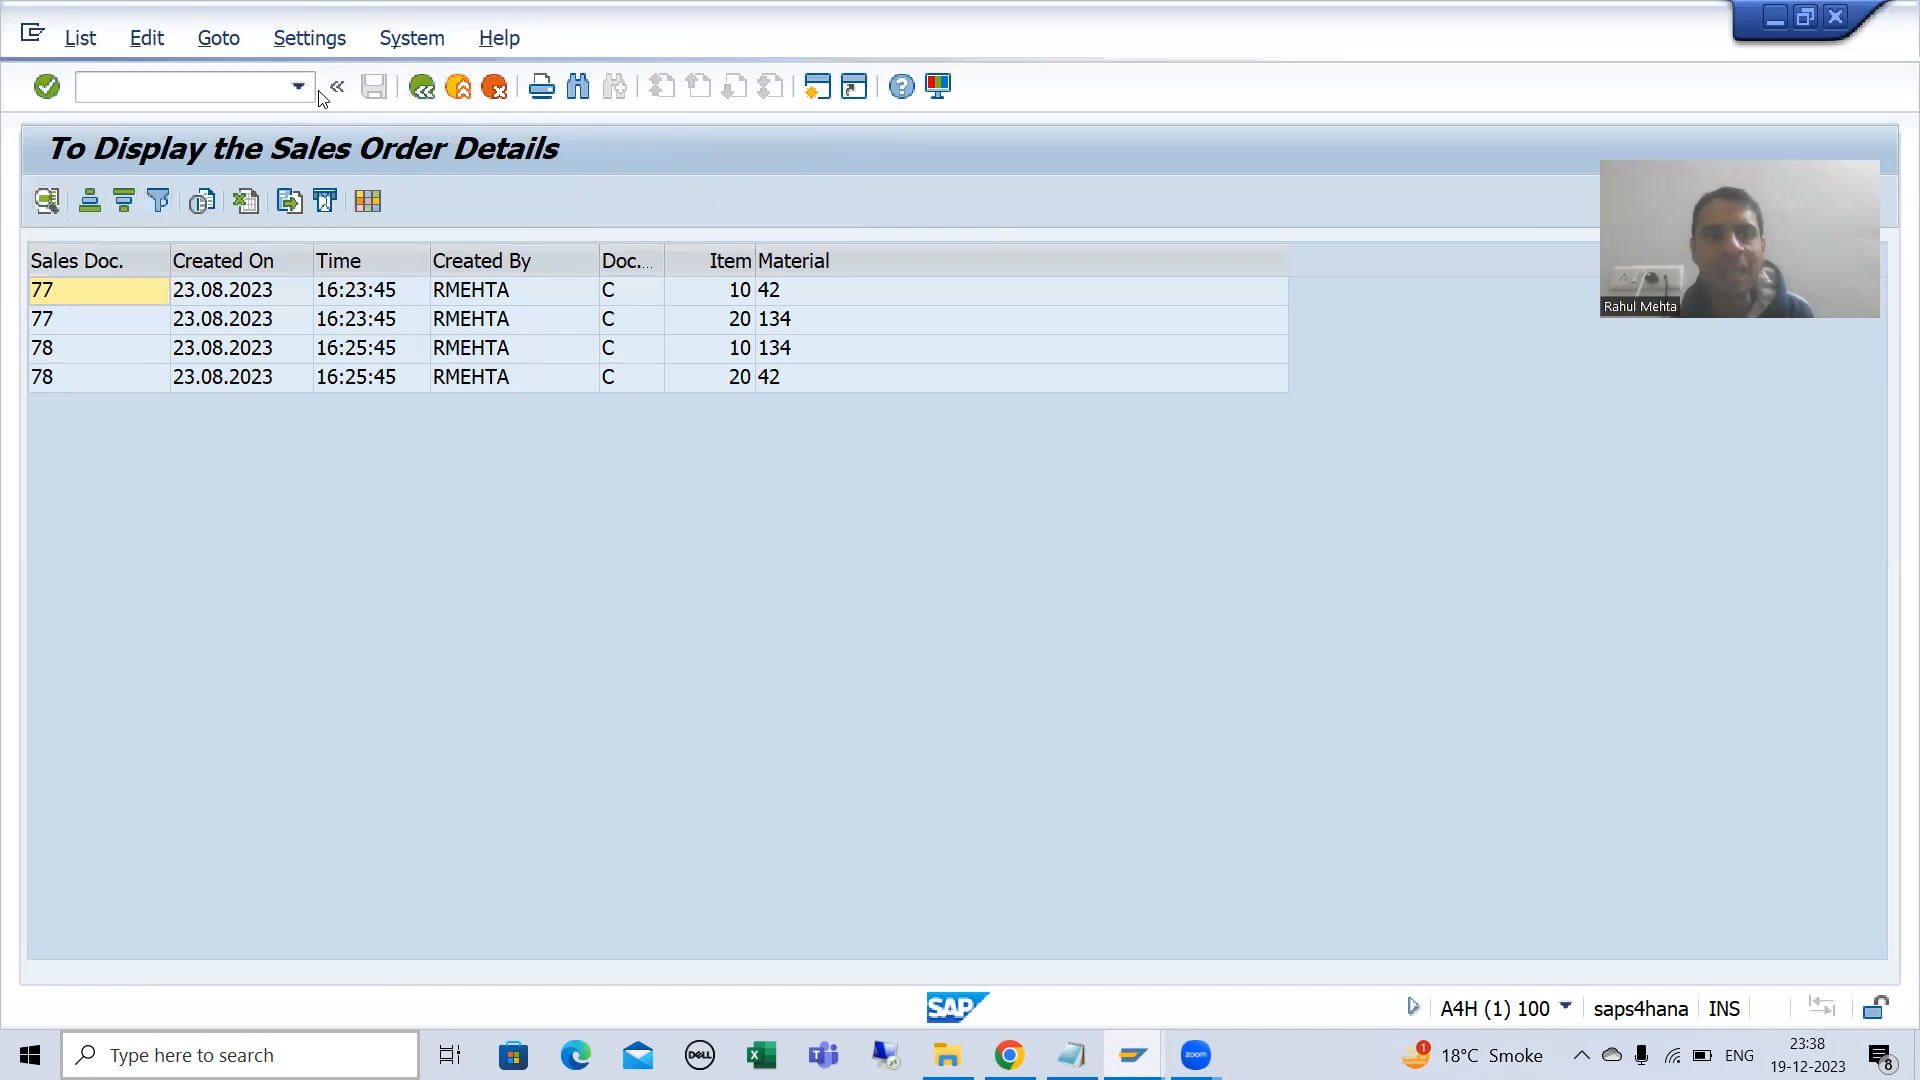 List Edit Goto Settings System Help
To Display the Sales Order Details
Sales Doc. Created On Time Created By Doc.... Item Material
77 23.08.2023 16:23:45 RMEHTA C 10 42
77 23.08.2023 16:23:45 RMEHTA C 20 134
78 23.08.2023 16:25:45 RMEHTA C 10 134
78 23.08.2023 16:25:45 RMEHTA C 20 42
Rahul Mehta
SAP
A4H (1) 100 saps4hana INS
Type here to search
DELL
zoom
1
18°C Smoke
ENG
23:38
19-12-2023
8